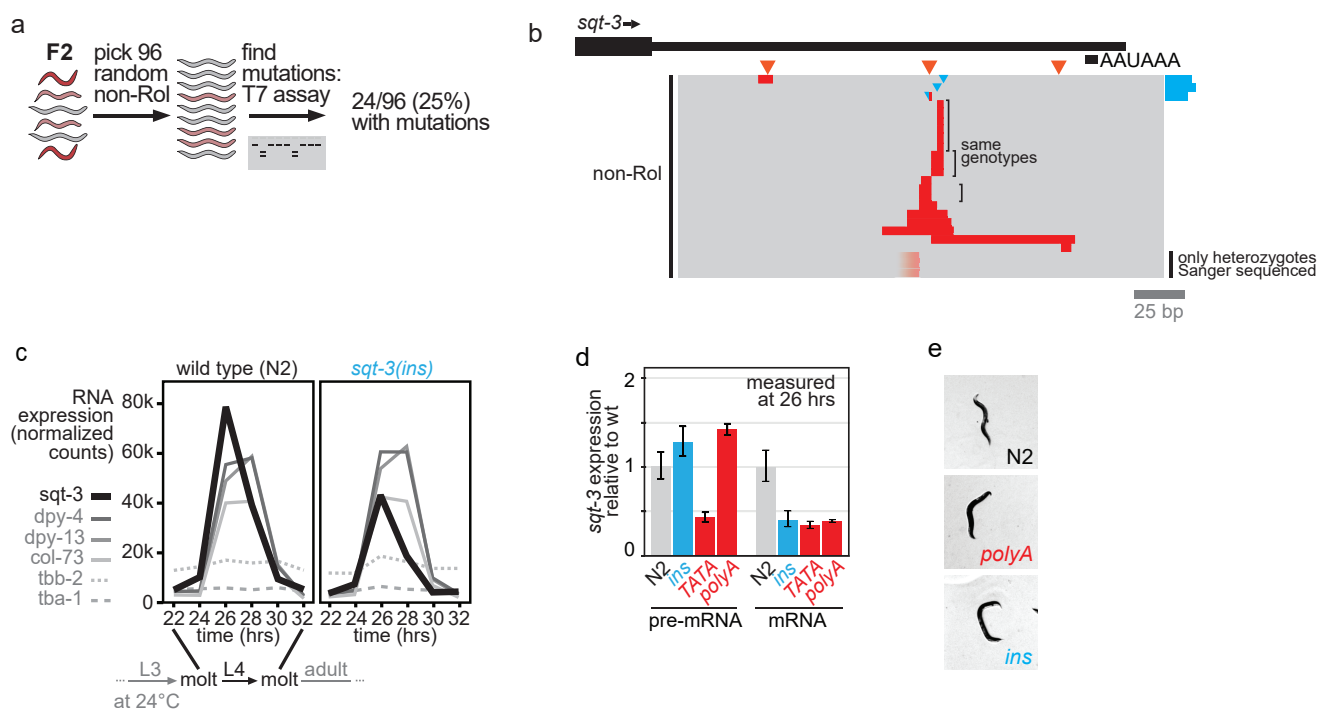 a
F2
pick 96
random
non-Rol
find
mutations:
T7 assay
24/96 (25%)
with mutations
b
sqt-3
AAUAAA
non-Rol
same
genotypes
only heterozygotes
Sanger sequenced
25 bp
c
wild type (N2)
sqt-3(ins)
RNA
expression
(normalized
counts)
80k
60k
40k
20k
0
sqt-3
dpy-4
dpy-13
col-73
tbb-2
tba-1
22 24 26 28 30 32
22 24 26 28 30 32
time (hrs)
time (hrs)
... L3 molt L4 molt adult ...
at 24°C
d
sqt-3 expression
relative to wt
2
1
0
measured
at 26 hrs
N2 ins TATA polyA
N2 ins TATA polyA
pre-mRNA
mRNA
e
N2
polyA
ins